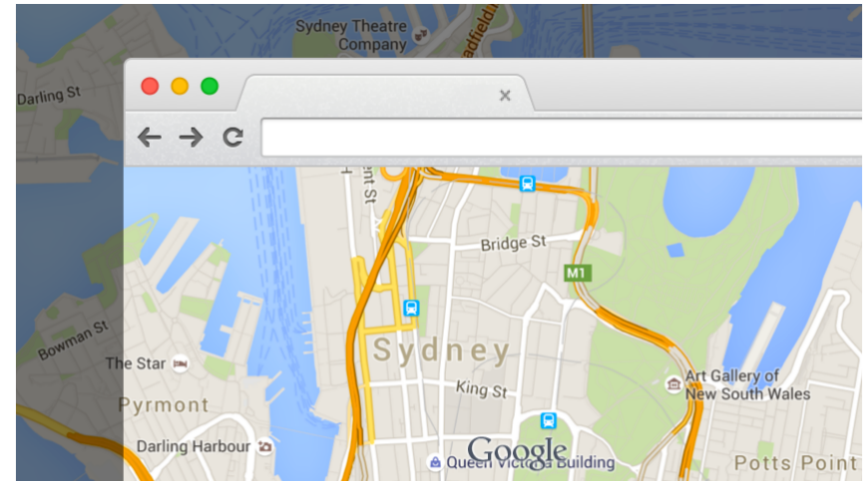 Sydney Theatre
Company
Darling St
Bridge St
M1
Sydney
Bowman St
The Star
King St
Art Gallery of
New South Wales
Pyrmont
Darling Harbour
Google
Queen Victoria Building
Potts Point